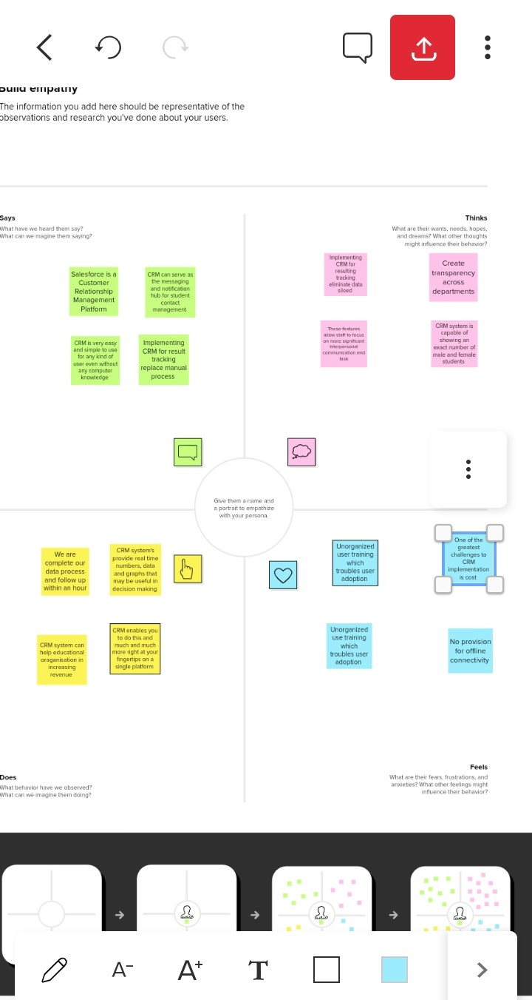 Build empathy
The information you add here should be representative of the
observations and research you've done about your users.
Says
What have we heard them say?
What can we magine them saying?
Thinks
What are their wants, needs, hopes,
and dreams? What other thoughts
might influence their behavior?
Salesforce is a
Customer
Relationship
Management
Platform
CRM can serve as
the messaging
and notification
hub for student
contact
management
Implementing
CRM for
resulting
tracking
eliminate data
siloed
Create
transparency
across
departments
CRM is very easy
and simple to use
for any kind of
user even without
any computer
knowledge
Implementing
CRM for result
tracking
replace manual
process
These features
allow staff to focus
on more significant
interpersonal
communication and
task
CRM system is
capable of
showing an
exact number of
male and female
students
Give them a name and
a portrait to empathize
with your persona.
We are
complete our
data process
and follow up
within an hour
CRM system's
provide real time
numbers, data
and graphs that
may be useful in
decision making
Unorganized
user training
which
troubles user
adoption
One of the
greatest
challenges to
CRM
implementation
is cost
CRM system can
help educational
oraganisation in
increasing
revenue
CRM enables you
to do this and
much and much
more right at your
fingertips on a
single platform
Unorganized
use training
which
troubles user
adoption
No provision
for offline
connectivity
Does
What behavior have we observed?
What can we imagine them doing?
Feels
What are their fears, frustrations, and
anxieties? What other feelings might
influence their behavior?
A− A+ T